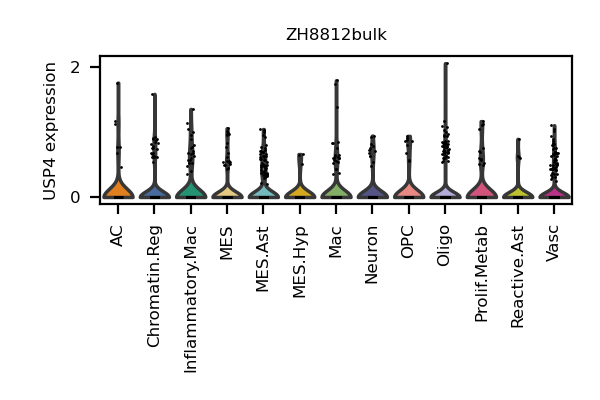 ZH8812bulk
USP4 expression
2
0
AC
Chromatin.Reg
Inflammatory.Mac
MES
MES.Ast
MES.Hyp
Mac
Neuron
OPC
Oligo
Prolif.Metab
Reactive.Ast
Vasc